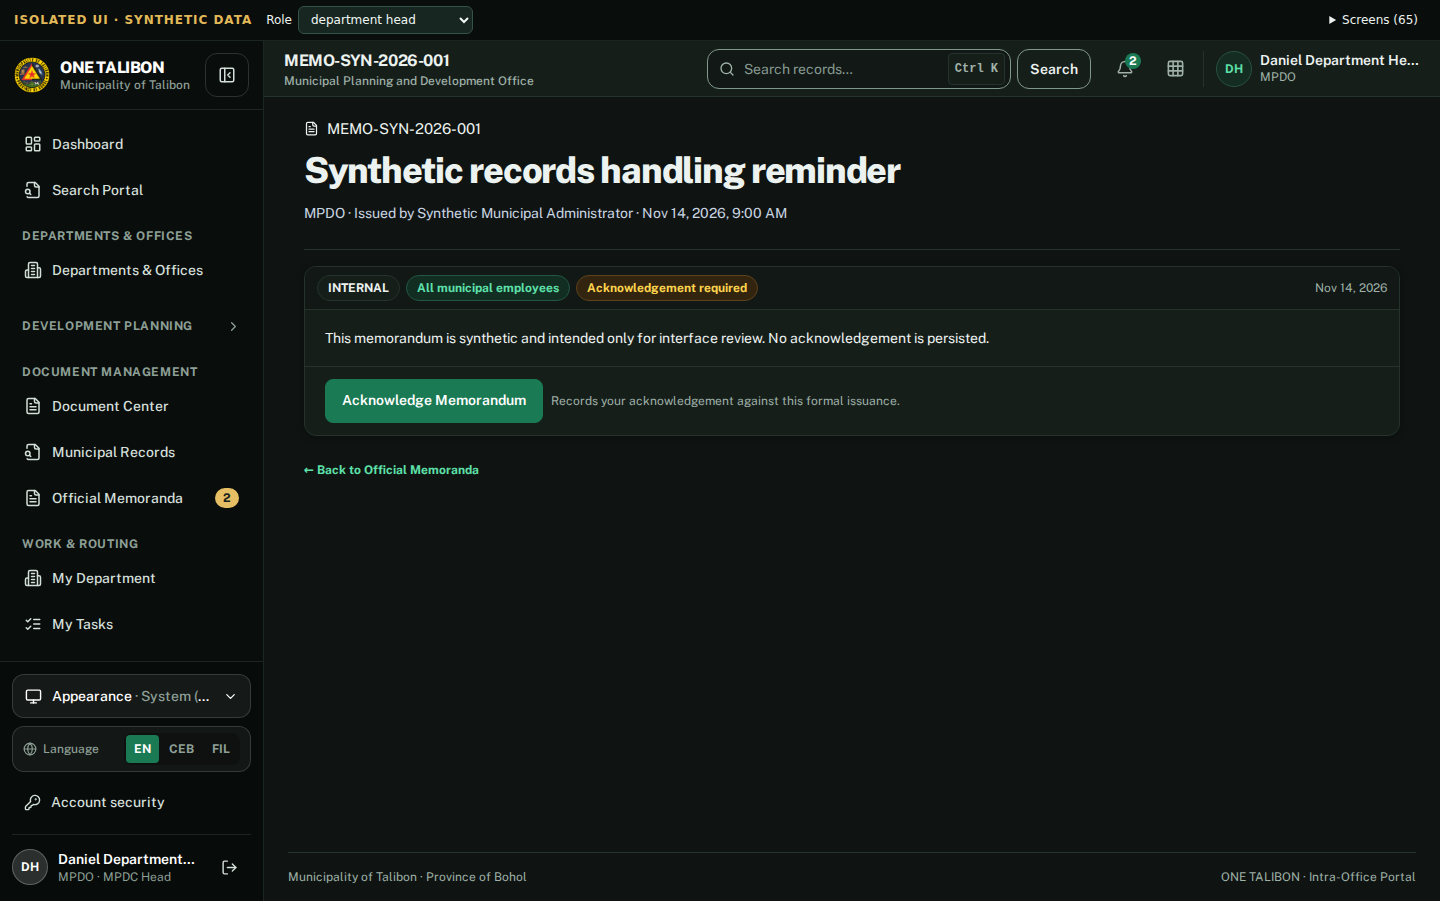 ISOLATED UI · SYNTHETIC DATA
Role
department head
Screens (65)
ONE TALIBON
Municipality of Talibon
MEMO-SYN-2026-001
Municipal Planning and Development Office
Search records...
Ctrl K
Search
2
DH
Daniel Department He...
MPDO
Dashboard
Search Portal
DEPARTMENTS & OFFICES
Departments & Offices
DEVELOPMENT PLANNING
DOCUMENT MANAGEMENT
Document Center
Municipal Records
Official Memoranda
2
WORK & ROUTING
My Department
My Tasks
Appearance · System (...
Language
EN
CEB
FIL
Account security
DH
Daniel Department...
MPDO · MPDC Head
MEMO-SYN-2026-001
Synthetic records handling reminder
MPDO · Issued by Synthetic Municipal Administrator · Nov 14, 2026, 9:00 AM
INTERNAL
All municipal employees
Acknowledgement required
Nov 14, 2026
This memorandum is synthetic and intended only for interface review. No acknowledgement is persisted.
Acknowledge Memorandum
Records your acknowledgement against this formal issuance.
← Back to Official Memoranda
Municipality of Talibon · Province of Bohol
ONE TALIBON · Intra-Office Portal